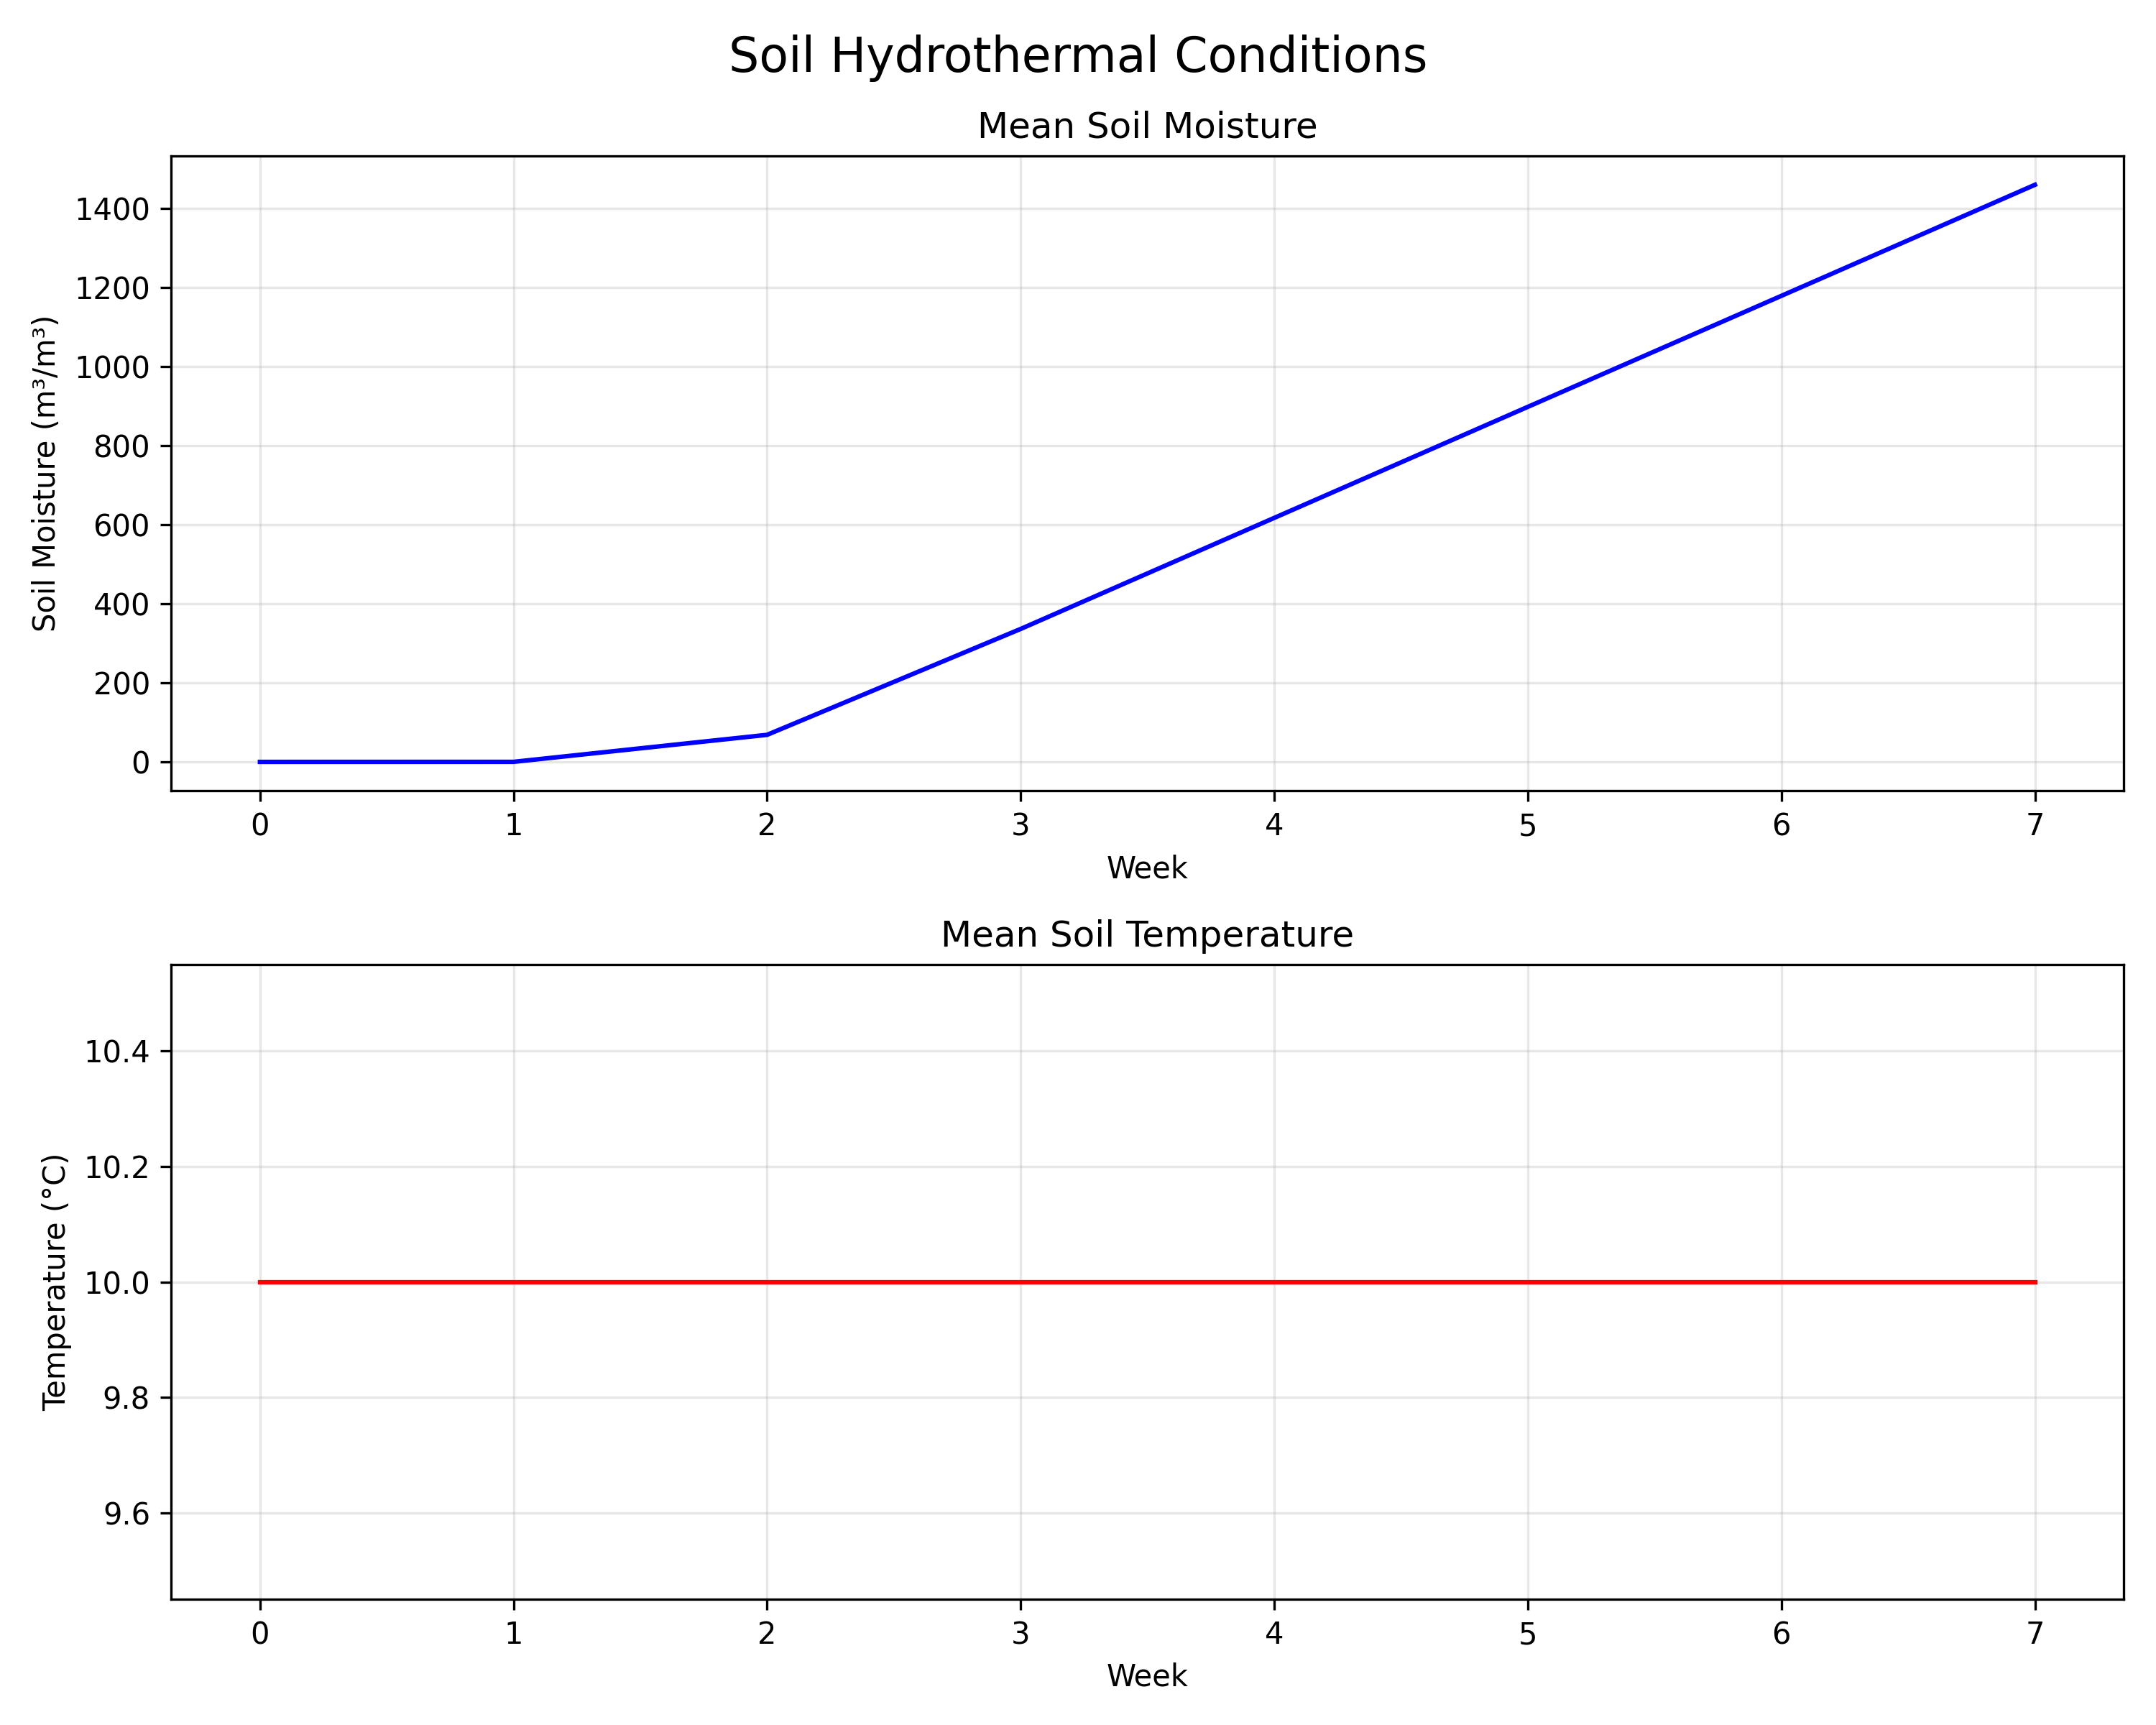 Soil Hydrothermal Conditions
Mean Soil Moisture
Soil Moisture (m³/m³)
1400
1200
1000
800
600
400
200
0
0 1 2 3 4 5 6 7
Week
Mean Soil Temperature
Temperature (°C)
10.4
10.2
10.0
9.8
9.6
0 1 2 3 4 5 6 7
Week